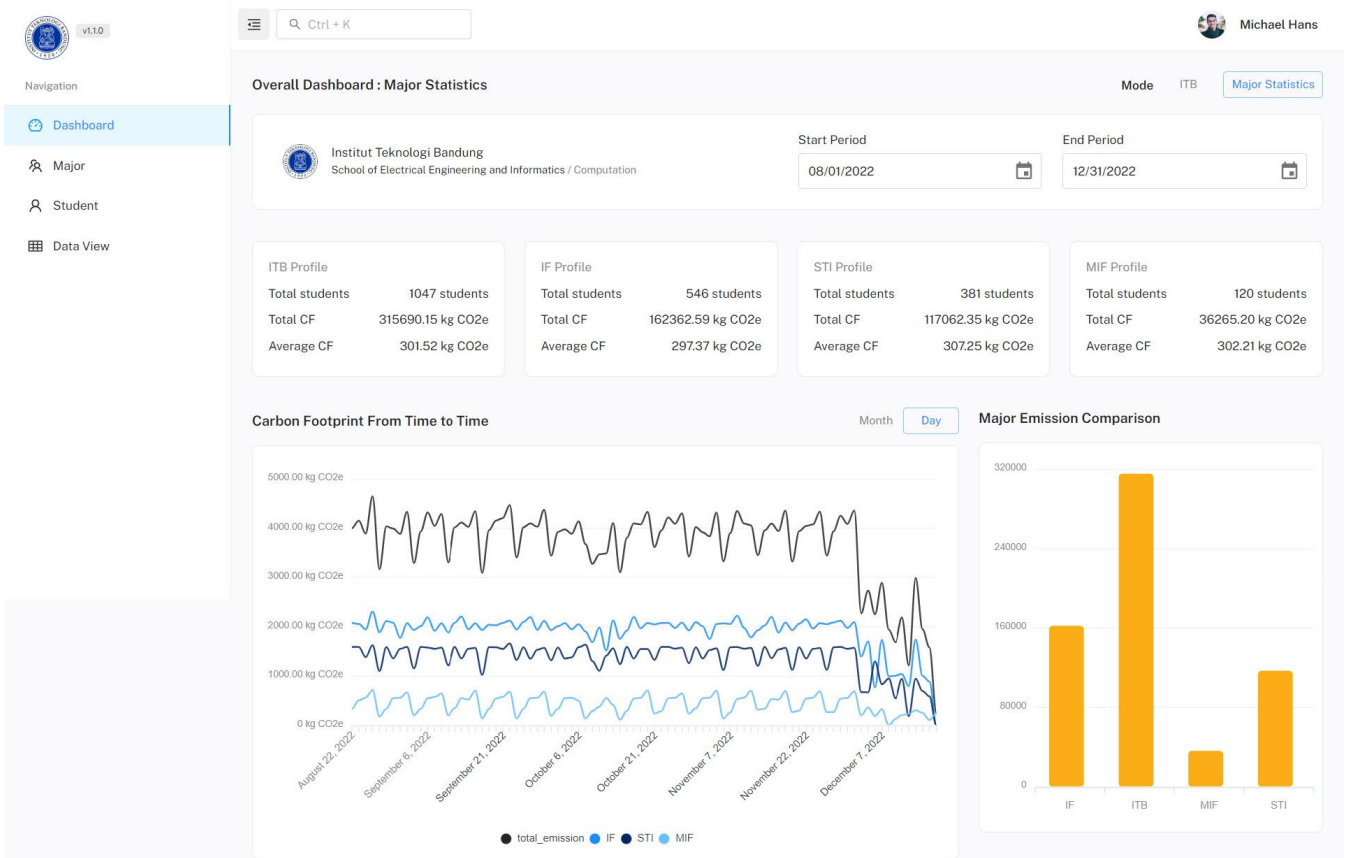 v1.1.0
Ctrl + K
Michael Hans
Navigation
Dashboard
Major
Student
Data View
Overall Dashboard : Major Statistics
Mode ITB Major Statistics
Institut Teknologi Bandung
School of Electrical Engineering and Informatics / Computation
Start Period
08/01/2022
End Period
12/31/2022
ITB Profile
Total students 1047 students
Total CF 315690.15 kg CO2e
Average CF 301.52 kg CO2e
IF Profile
Total students 546 students
Total CF 162362.59 kg CO2e
Average CF 297.37 kg CO2e
STI Profile
Total students 381 students
Total CF 117062.35 kg CO2e
Average CF 307.25 kg CO2e
MIF Profile
Total students 120 students
Total CF 36265.20 kg CO2e
Average CF 302.21 kg CO2e
Carbon Footprint From Time to Time
Month Day
5000.00 kg CO2e
4000.00 kg CO2e
3000.00 kg CO2e
2000.00 kg CO2e
1000.00 kg CO2e
0 kg CO2e
August 22, 2022
September 6, 2022
September 21, 2022
October 6, 2022
October 21, 2022
November 7, 2022
November 22, 2022
December 7, 2022
total_emission IF STI MIF
Major Emission Comparison
320000
240000
160000
80000
0
IF ITB MIF STI